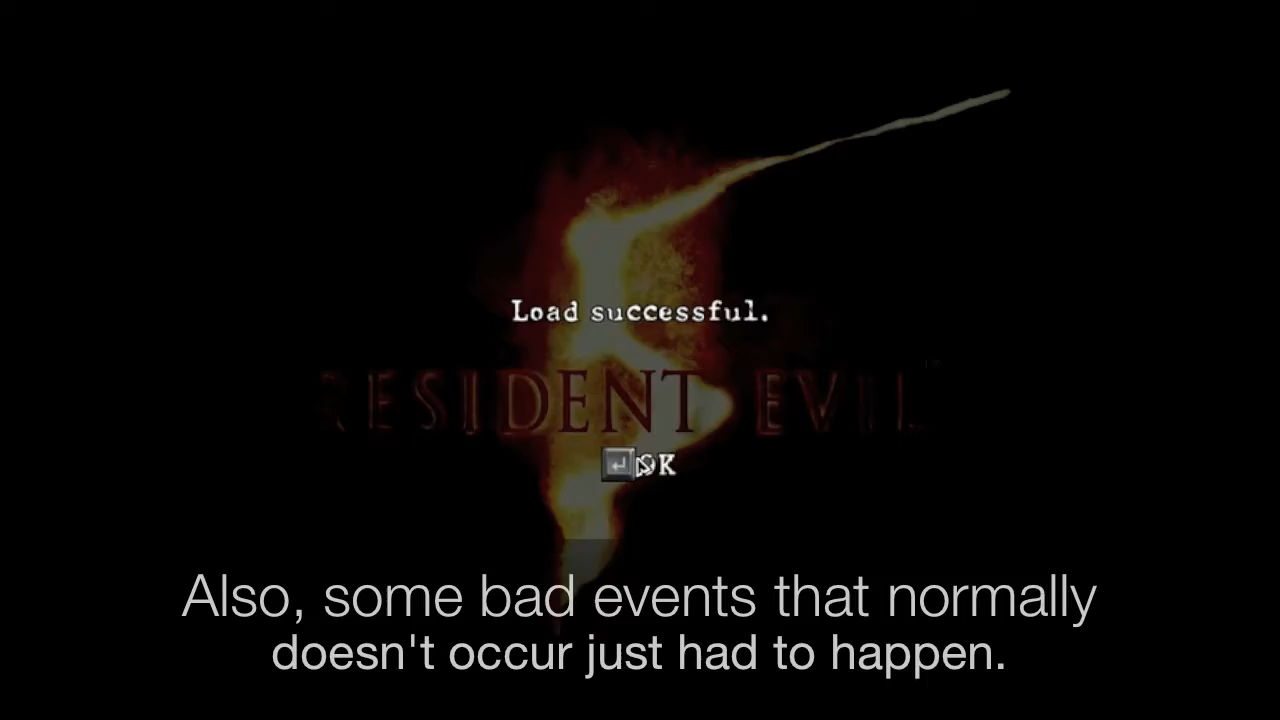 Load successful.
RESIDENT EVIL
OK
Also, some bad events that normally
doesn't occur just had to happen.